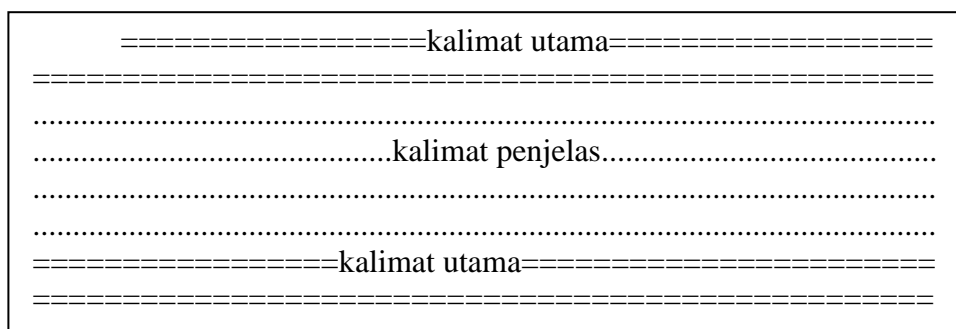 =================kalimat utama==================
==================================================
.................................................................................................................
.............................................kalimat penjelas..........................................
.................................................................................................................
.................................................................................................................
=================kalimat utama=======================
==================================================